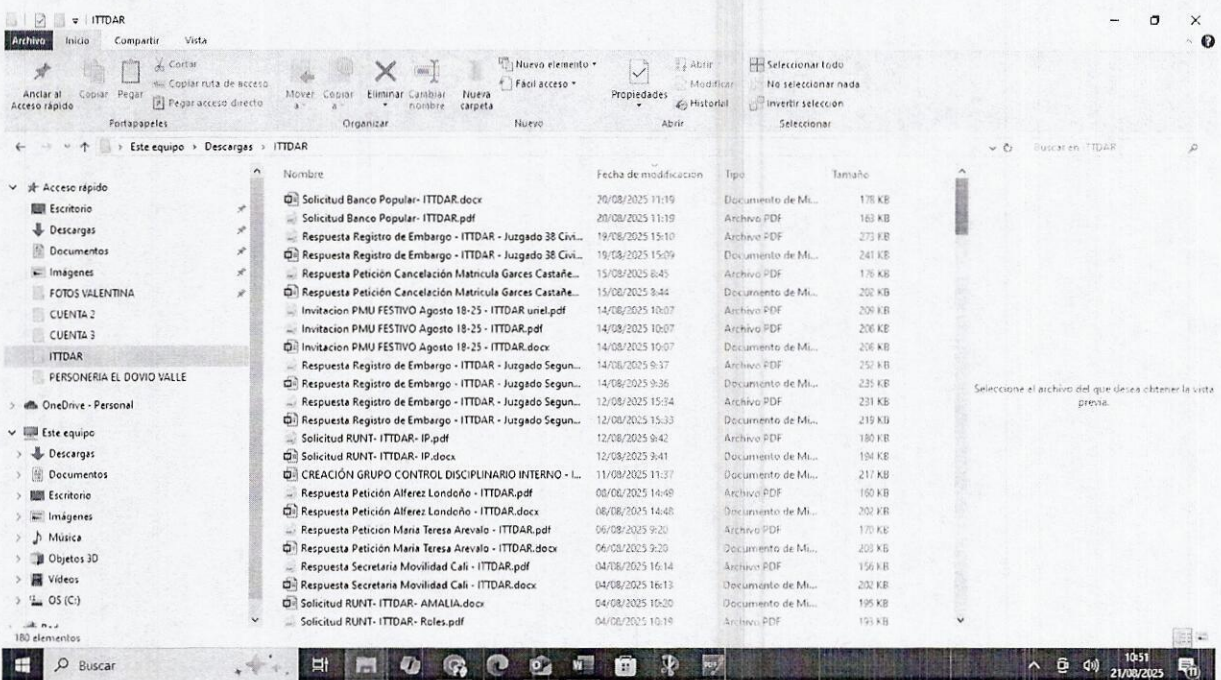 ITTDAR
Archivo Inicio Compartir Vista
Anclar al Acceso rápido
Copiar
Pegar
Cortar
Copiar ruta de acceso
Pegar acceso directo
Portapapeles
Mover a
Copiar a
Eliminar
Cambiar nombre
Organizar
Nueva carpeta
Nuevo elemento
Fácil acceso
Nuevo
Propiedades
Abrir
Modificar
Historial
Abrir
Seleccionar todo
No seleccionar nada
Invertir selección
Seleccionar
Este equipo > Descargas > ITTDAR
Buscar en ITTDAR
Acceso rápido
Escritorio
Descargas
Documentos
Imágenes
FOTOS VALENTINA
CUENTA 2
CUENTA 3
ITTDAR
PERSONERIA EL DOVIO VALLE
OneDrive - Personal
Este equipo
Descargas
Documentos
Escritorio
Imágenes
Música
Objetos 3D
Vídeos
OS (C:)
Nombre Fecha de modificación Tipo Tamaño
Solicitud Banco Popular- ITTDAR.docx 20/08/2025 11:19 Documento de Mi... 178 KB
Solicitud Banco Popular- ITTDAR.pdf 20/08/2025 11:19 Archivo PDF 163 KB
Respuesta Registro de Embargo - ITTDAR - Juzgado 38 Civi... 19/08/2025 15:10 Archivo PDF 273 KB
Respuesta Registro de Embargo - ITTDAR - Juzgado 38 Civi... 19/08/2025 15:09 Documento de Mi... 241 KB
Respuesta Petición Cancelación Matricula Garces Castañe... 15/08/2025 8:45 Archivo PDF 176 KB
Respuesta Petición Cancelación Matricula Garces Castañe... 15/08/2025 8:44 Documento de Mi... 202 KB
Invitacion PMU FESTIVO Agosto 18-25 - ITTDAR uriel.pdf 14/08/2025 10:07 Archivo PDF 209 KB
Invitacion PMU FESTIVO Agosto 18-25 - ITTDAR.pdf 14/08/2025 10:07 Archivo PDF 206 KB
Invitacion PMU FESTIVO Agosto 18-25 - ITTDAR.docx 14/08/2025 10:07 Documento de Mi... 206 KB
Respuesta Registro de Embargo - ITTDAR - Juzgado Segun... 14/08/2025 9:37 Archivo PDF 252 KB
Respuesta Registro de Embargo - ITTDAR - Juzgado Segun... 14/08/2025 9:36 Documento de Mi... 235 KB
Respuesta Registro de Embargo - ITTDAR - Juzgado Segun... 12/08/2025 15:34 Archivo PDF 231 KB
Respuesta Registro de Embargo - ITTDAR - Juzgado Segun... 12/08/2025 15:33 Documento de Mi... 219 KB
Solicitud RUNT- ITTDAR- IP.pdf 12/08/2025 9:42 Archivo PDF 180 KB
Solicitud RUNT- ITTDAR- IP.docx 12/08/2025 9:41 Documento de Mi... 194 KB
CREACIÓN GRUPO CONTROL DISCIPLINARIO INTERNO - I... 11/08/2025 11:37 Documento de Mi... 217 KB
Respuesta Petición Alferez Londoño - ITTDAR.pdf 08/08/2025 14:49 Archivo PDF 160 KB
Respuesta Petición Alferez Londoño - ITTDAR.docx 08/08/2025 14:48 Documento de Mi... 202 KB
Respuesta Peticion Maria Teresa Arevalo - ITTDAR.pdf 06/08/2025 9:20 Archivo PDF 170 KB
Respuesta Petición Maria Teresa Arevalo - ITTDAR.docx 06/08/2025 9:20 Documento de Mi... 203 KB
Respuesta Secretaria Movilidad Cali - ITTDAR.pdf 04/08/2025 16:14 Archivo PDF 156 KB
Respuesta Secretaria Movilidad Cali - ITTDAR.docx 04/08/2025 16:13 Documento de Mi... 202 KB
Solicitud RUNT- ITTDAR- AMALIA.docx 04/08/2025 10:20 Documento de Mi... 195 KB
Solicitud RUNT- ITTDAR- Roles.pdf 04/08/2025 10:19 Archivo PDF 193 KB
Seleccione el archivo del que desea obtener la vista
previa.
180 elementos
Buscar
10:51
21/08/2025